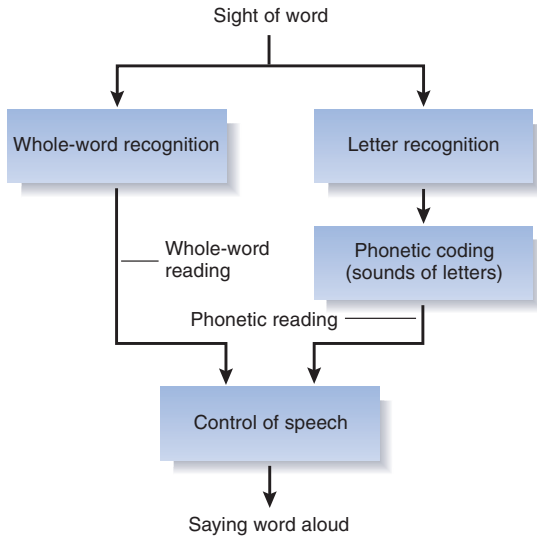 Sight of word
Whole-word recognition
Letter recognition
Whole-word
reading
Phonetic coding
(sounds of letters)
Phonetic reading
Control of speech
Saying word aloud